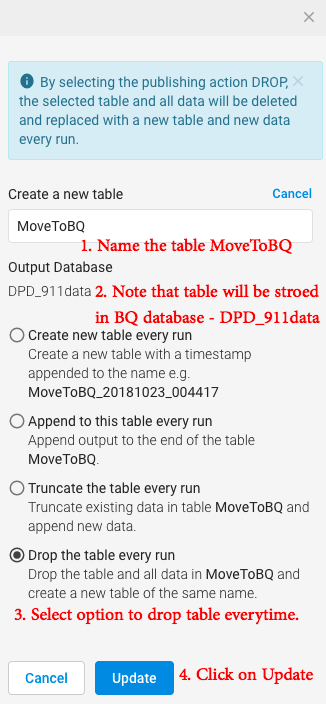 By selecting the publishing action DROP,
the selected table and all data will be deleted
and replaced with a new table and new data
every run.
Create a new table Cancel
MoveToBQ
1. Name the table MoveToBQ
Output Database
DPD_911data 2. Note that table will be stroed
in BQ database - DPD_911data
Create new table every run
Create a new table with a timestamp
appended to the name e.g.
MoveToBQ_20181023_004417
Append to this table every run
Append output to the end of the table
MoveToBQ.
Truncate the table every run
Truncate existing data in table MoveToBQ and
append new data.
Drop the table every run
Drop the table and all data in MoveToBQ and
create a new table of the same name.
3. Select option to drop table everytime.
Cancel Update 4. Click on Update